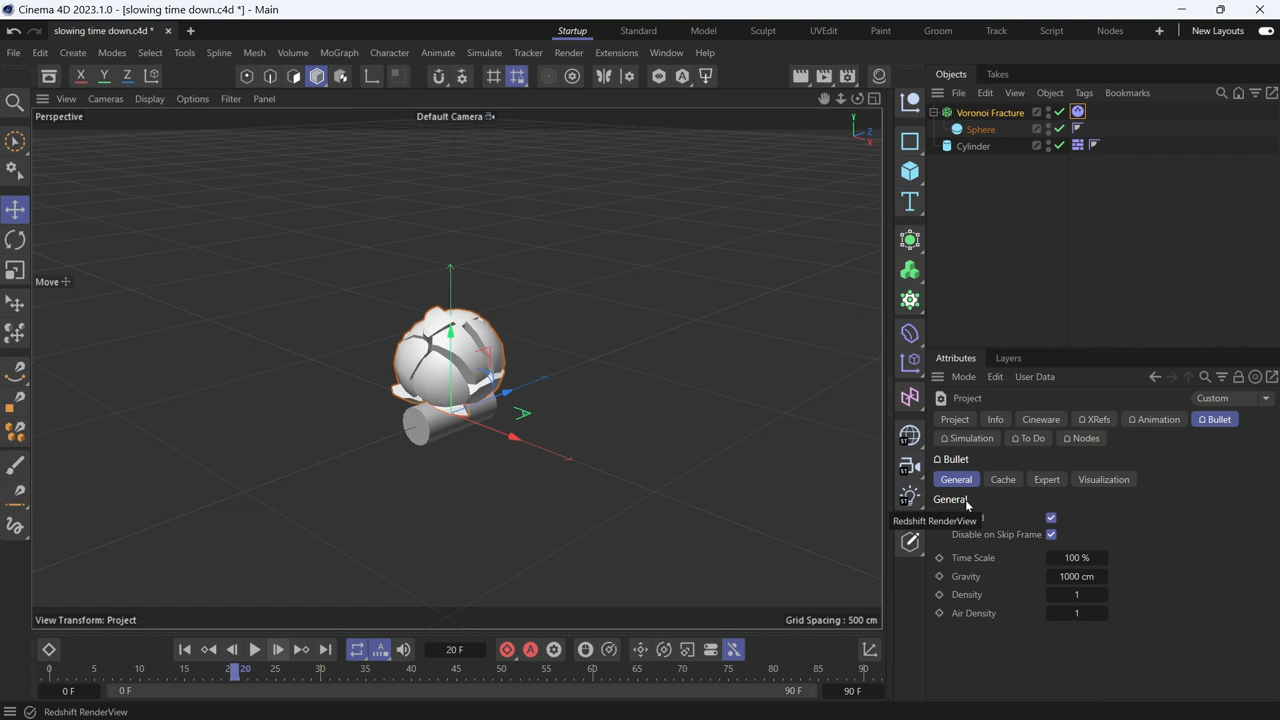 Cinema 4D 2023.1.0 - [slowing time down.c4d *] - Main
slowing time down.c4d *
Startup Standard Model Sculpt UVEdit Paint Groom Track Script Nodes New Layouts
File Edit Create Modes Select Tools Spline Mesh Volume MoGraph Character Animate Simulate Tracker Render Extensions Window Help
X Y Z
Objects Takes
View Cameras Display Options Filter Panel
File Edit View Object Tags Bookmarks
Perspective
Default Camera
Y
Z
X
Voronoi Fracture
Sphere
Cylinder
Move
Attributes Layers
Mode Edit User Data
Project
Custom
Project Info Cineware XRefs Animation Bullet
Simulation To Do Nodes
Bullet
General Cache Expert Visualization
General
Redshift RenderView
Disable on Skip Frame
Time Scale 100 %
Gravity 1000 cm
Density 1
Air Density 1
View Transform: Project
Grid Spacing : 500 cm
20 F
0 5 10 15 20 25 30 35 40 45 50 55 60 65 70 75 80 85 90
0 F 0 F 90 F 90 F
Redshift RenderView